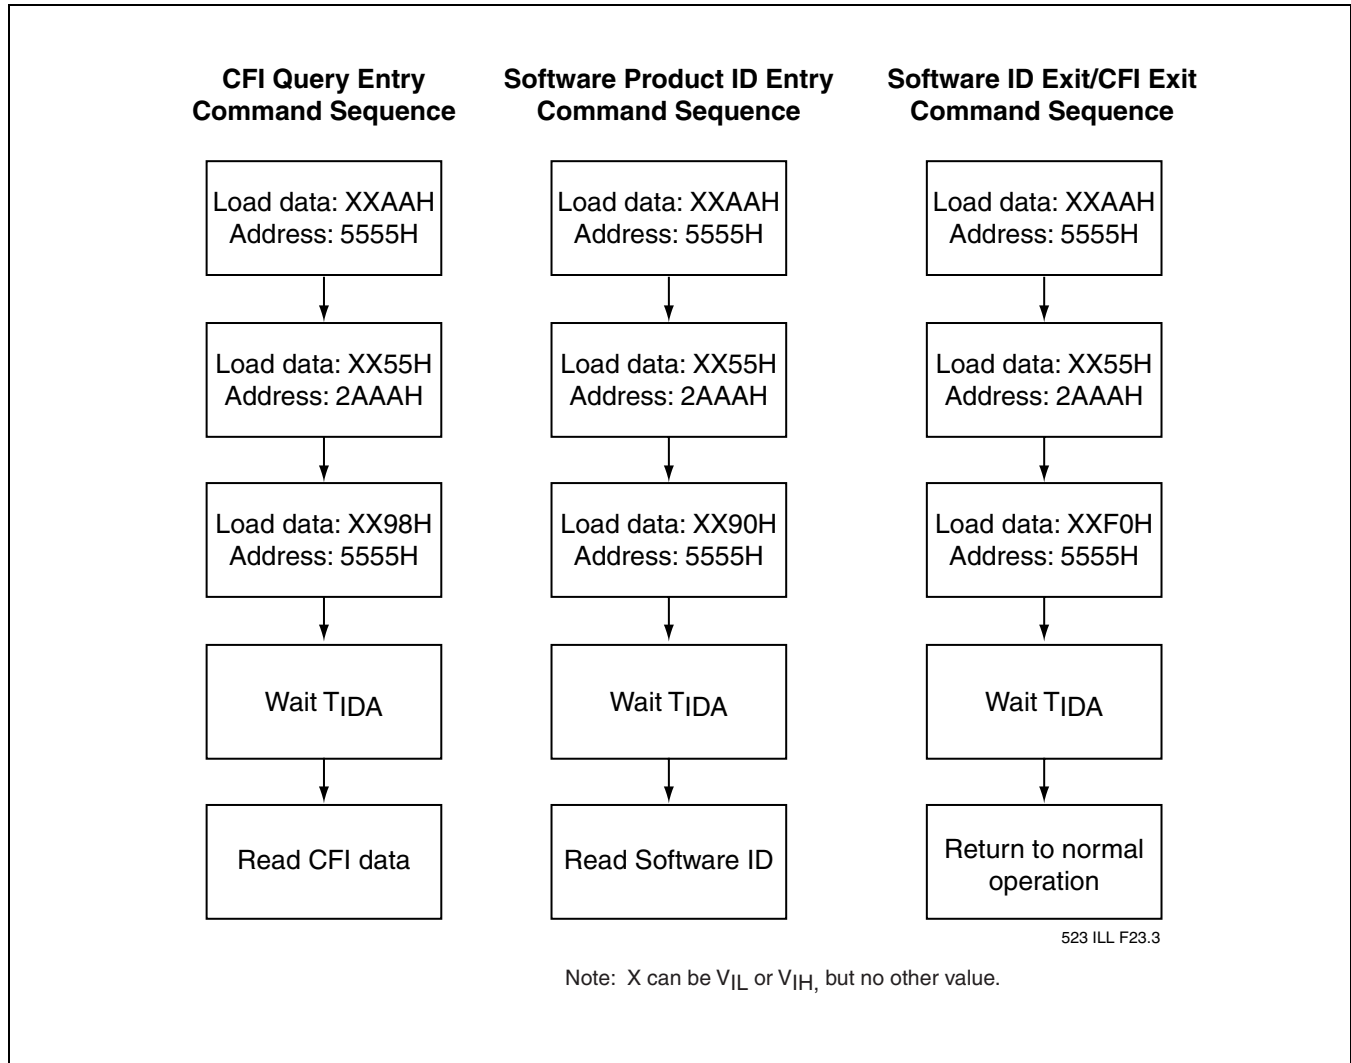 CFI Query Entry
Command Sequence
Load data: XXAAH
Address: 5555H
Load data: XX55H
Address: 2AAAH
Load data: XX98H
Address: 5555H
Wait TIDA
Read CFI data
Software Product ID Entry
Command Sequence
Load data: XXAAH
Address: 5555H
Load data: XX55H
Address: 2AAAH
Load data: XX90H
Address: 5555H
Wait TIDA
Read Software ID
Software ID Exit/CFI Exit
Command Sequence
Load data: XXAAH
Address: 5555H
Load data: XX55H
Address: 2AAAH
Load data: XXF0H
Address: 5555H
Wait TIDA
Return to normal
operation
523 ILL F23.3
Note: X can be VIL or VIH, but no other value.